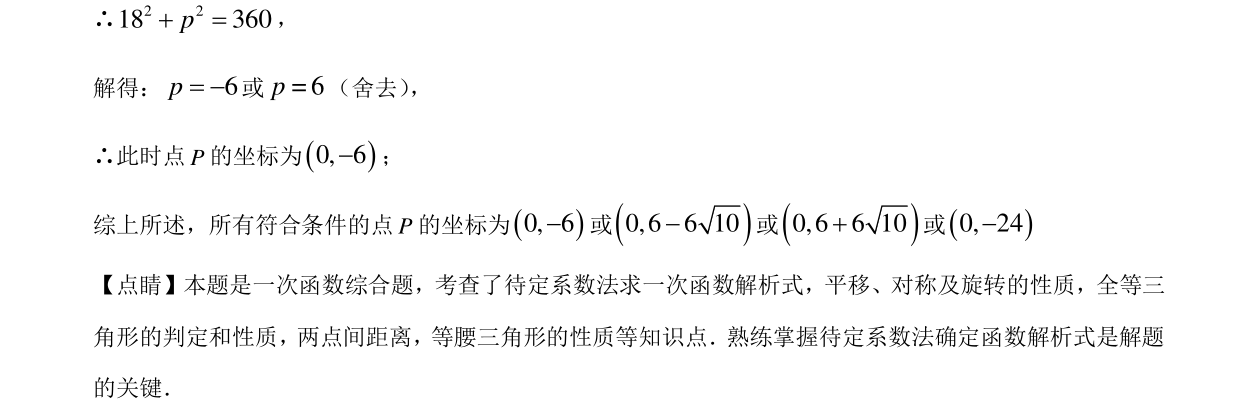 ∴18² + p² = 360，
解得： p = −6或 p = 6（舍去），
∴此时点 P 的坐标为(0,−6)；
综上所述，所有符合条件的点 P 的坐标为(0,−6)或(0,6−6√10)或(0,6+6√10)或(0,−24)
【点睛】本题是一次函数综合题，考查了待定系数法求一次函数解析式，平移、对称及旋转的性质，全等三
角形的判定和性质，两点间距离，等腰三角形的性质等知识点．熟练掌握待定系数法确定函数解析式是解题
的关键．